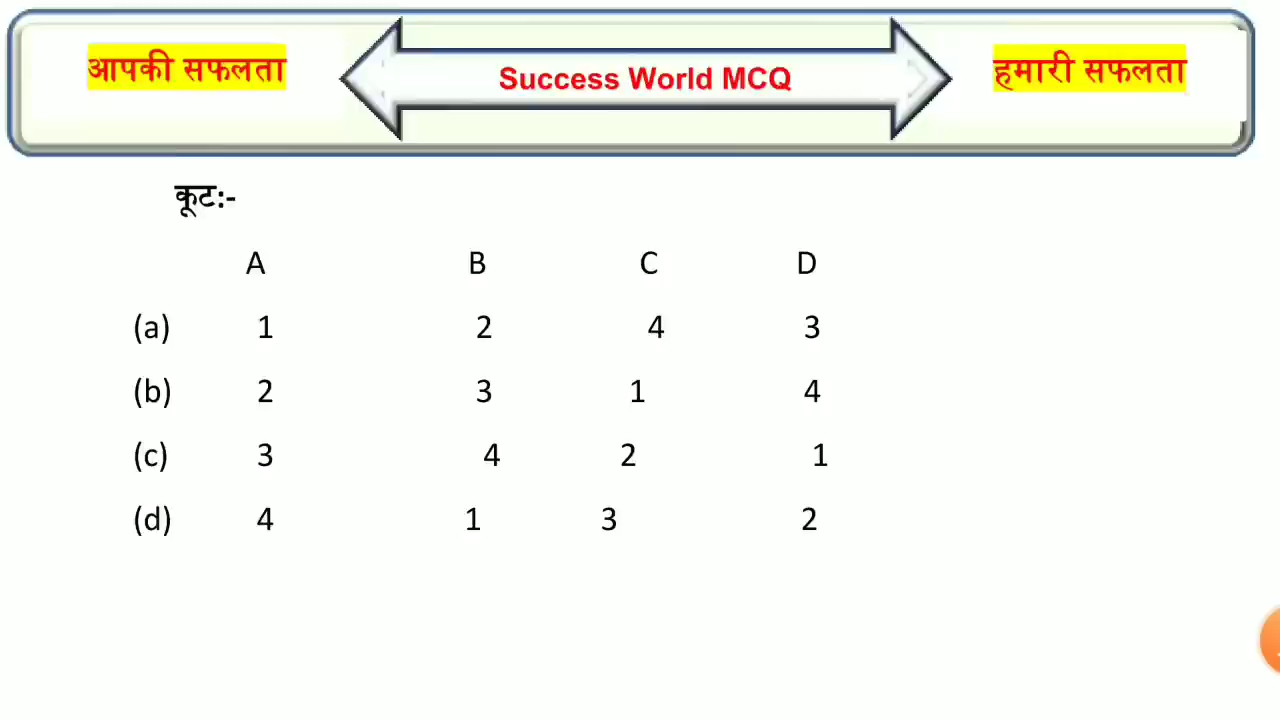 आपकी सफलता Success World MCQ हमारी सफलता
कूट:-
A B C D
(a) 1 2 4 3
(b) 2 3 1 4
(c) 3 4 2 1
(d) 4 1 3 2